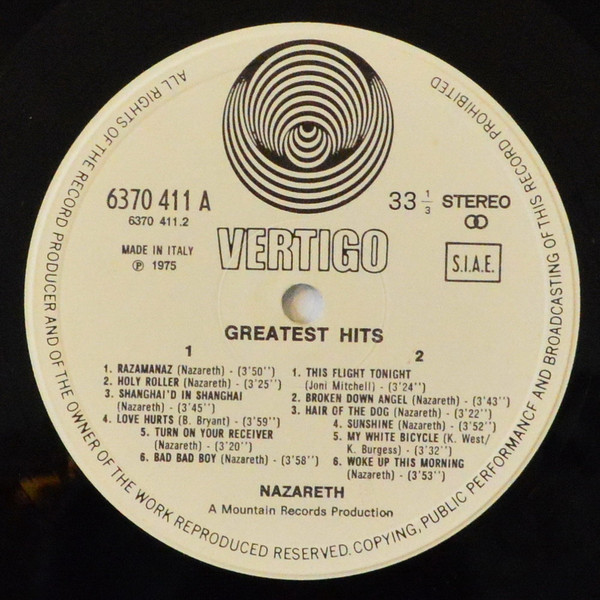 ALL RIGHTS OF THE RECORD PRODUCER AND OF THE OWNER OF THE WORK REPRODUCED RESERVED. COPYING, PUBLIC PERFORMANCE AND BROADCASTING OF THIS RECORD PROHIBITED
6370 411 A
6370 411.2
33 1/3 STEREO
MADE IN ITALY
℗ 1975
VERTIGO
S.I.A.E.
GREATEST HITS
1
1. RAZAMANAZ (Nazareth) - (3'50'')
2. HOLY ROLLER (Nazareth) - (3'25'')
3. SHANGHAI'D IN SHANGHAI
(Nazareth) - (3'45'')
4. LOVE HURTS (B. Bryant) - (3'59'')
5. TURN ON YOUR RECEIVER
(Nazareth) - (3'20'')
6. BAD BAD BOY (Nazareth) - (3'58'')
2
1. THIS FLIGHT TONIGHT
(Joni Mitchell) - (3'24'')
2. BROKEN DOWN ANGEL (Nazareth) - (3'43'')
3. HAIR OF THE DOG (Nazareth) - (3'22'')
4. SUNSHINE (Nazareth) - (3'52'')
5. MY WHITE BICYCLE (K. West/
K. Burgess) - (3'32'')
6. WOKE UP THIS MORNING
(Nazareth) - (3'53'')
NAZARETH
A Mountain Records Production